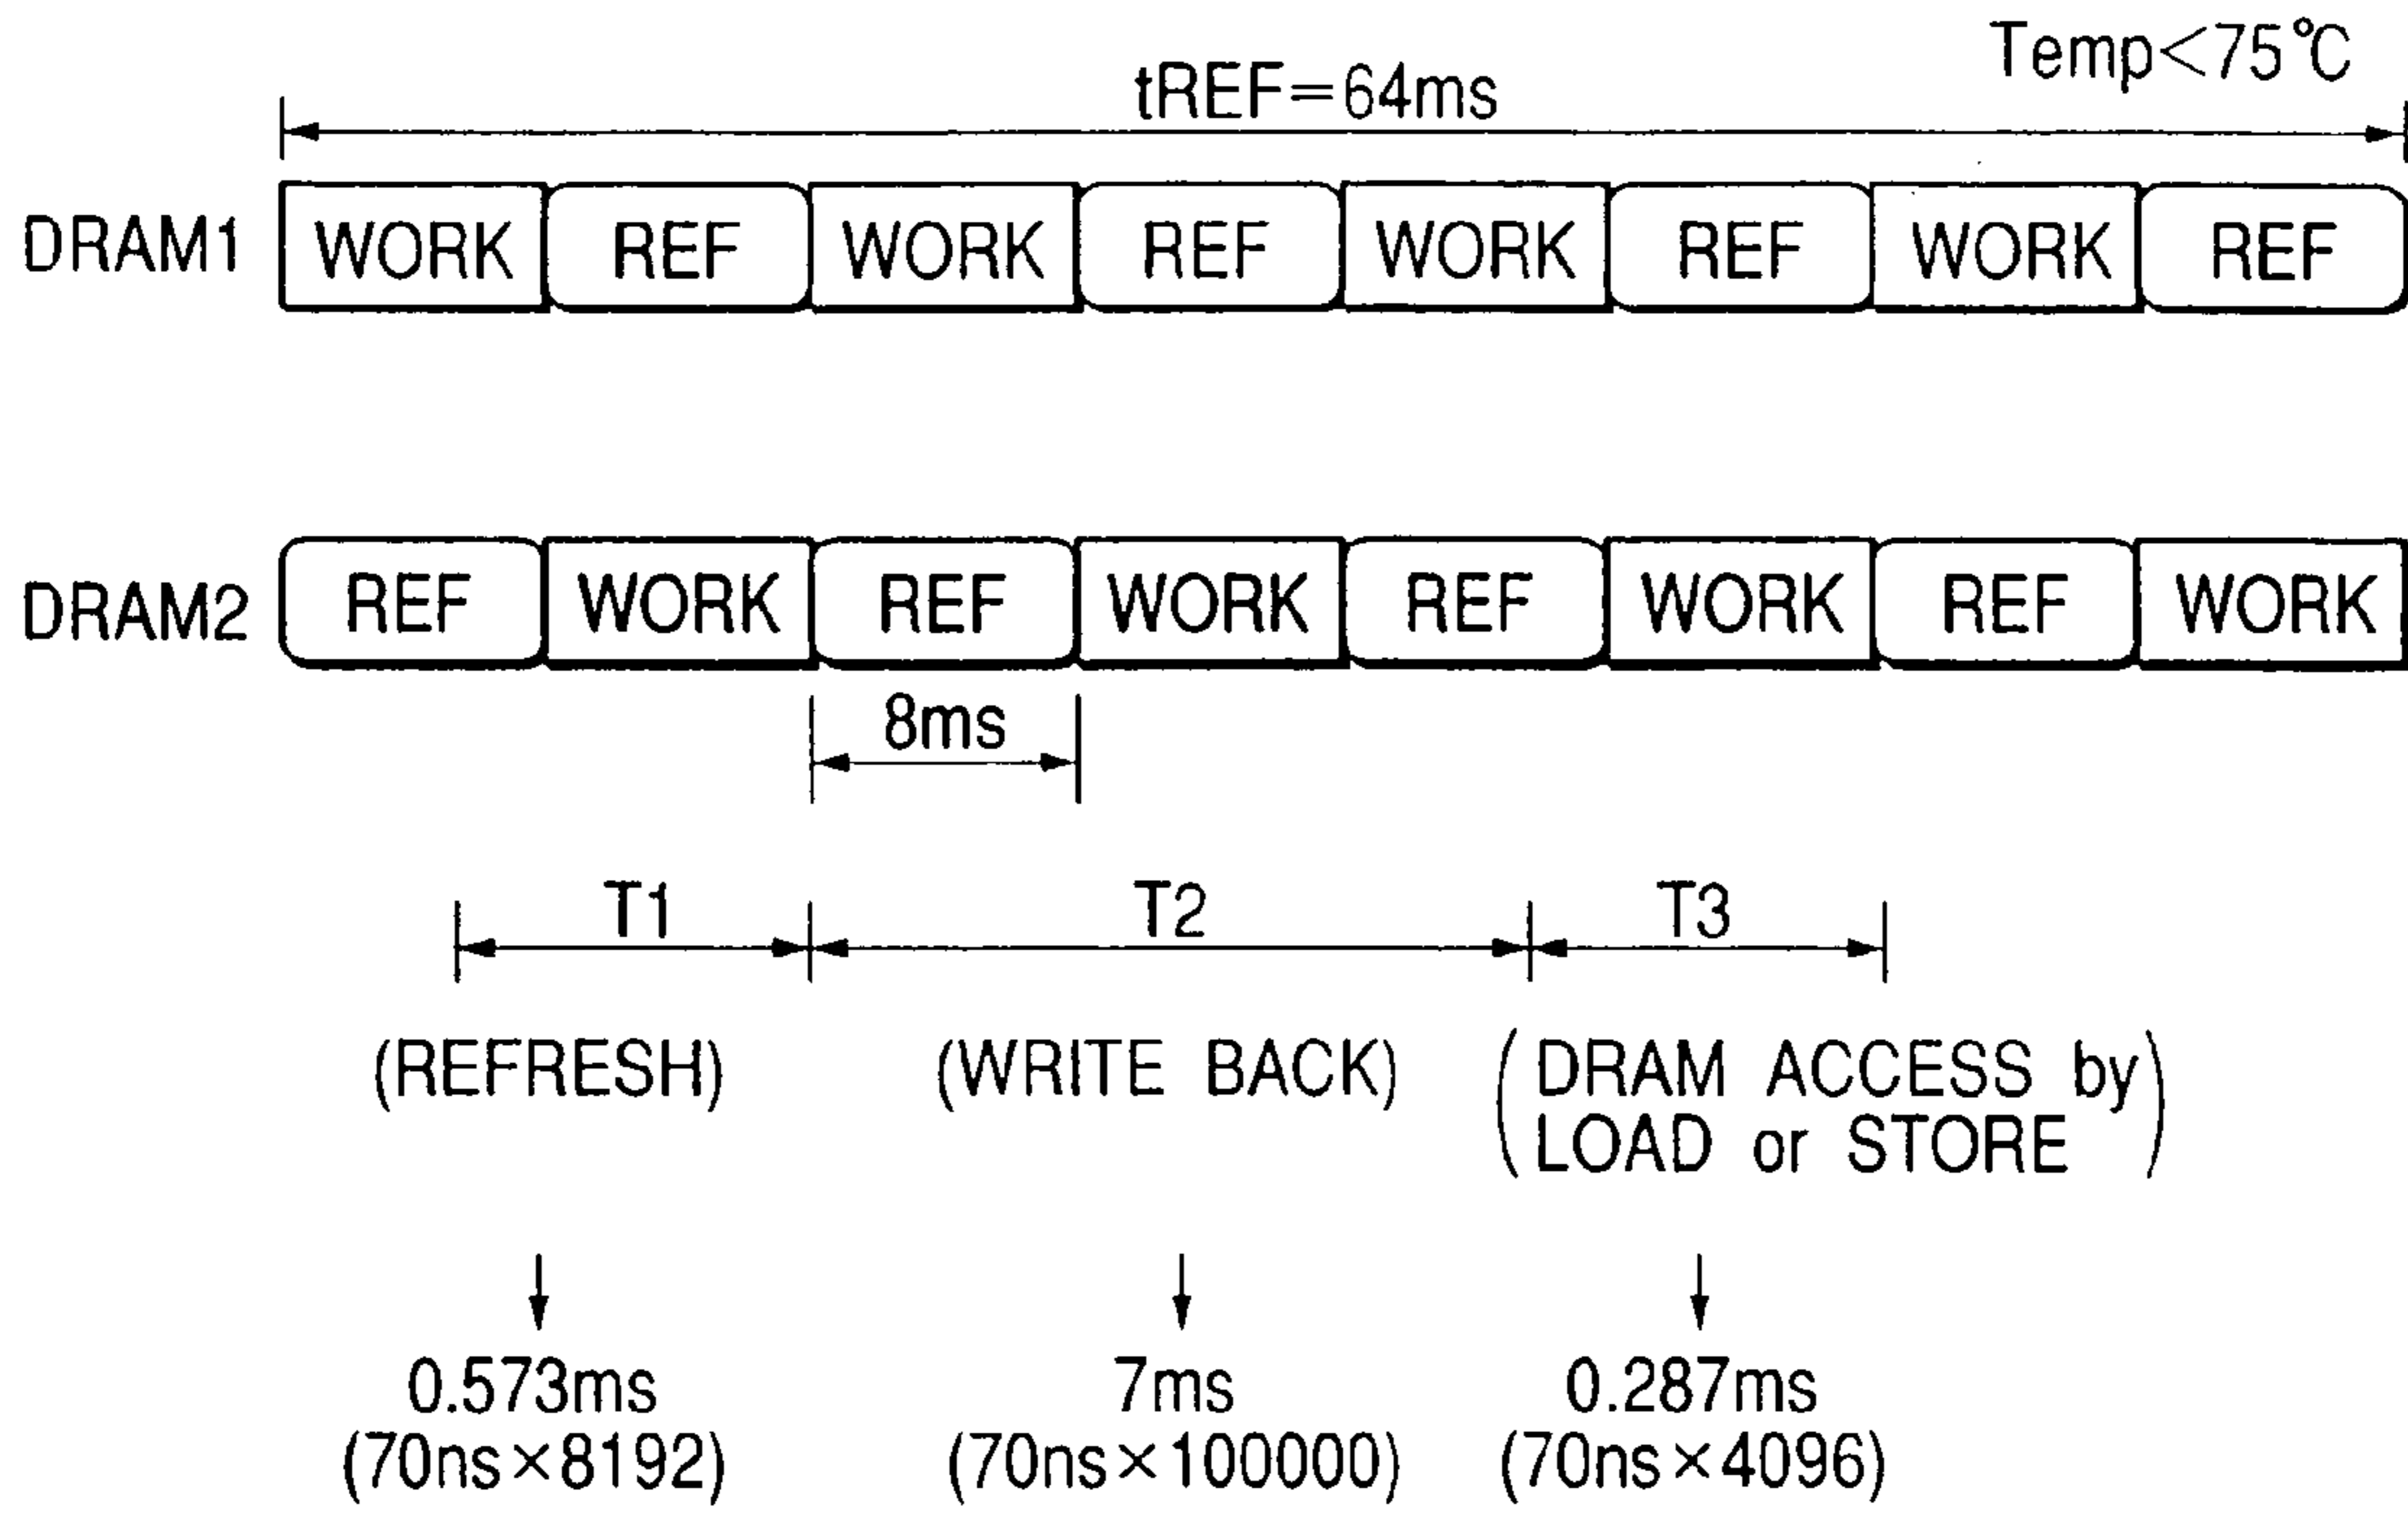 Temp<75℃
tREF=64ms
DRAM1 WORK REF WORK REF WORK REF WORK REF
DRAM2 REF WORK REF WORK REF WORK REF WORK
8ms
T1 T2 T3
(REFRESH) (WRITE BACK) (DRAM ACCESS by
LOAD or STORE)
0.573ms 7ms 0.287ms
(70ns×8192) (70ns×100000) (70ns×4096)